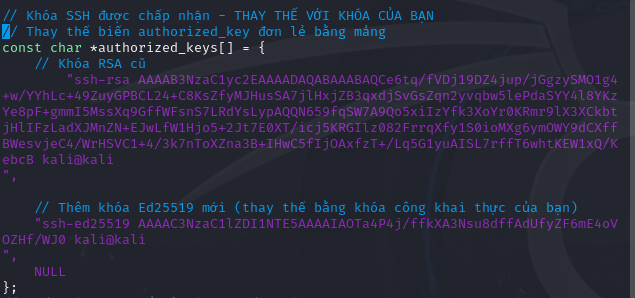 // Khóa SSH được chấp nhận - THAY THẾ VỚI KHÓA CỦA BẠN
// Thay thế biến authorized_key đơn lẻ bằng mảng
const char *authorized_keys[] = {
// Khóa RSA cũ
"ssh-rsa AAAAB3NzaC1yc2EAAAADAQABAAABAQCe6tq/fVDj19DZ4jup/jGgzySMO1g4
+w/YYhLc+49ZuyGPBCL24+C8KsZfyMJHusSA7jlHxjZB3qxdjSvGsZqn2yvqbw5lePdaSYY4l8YKz
Ye8pF+gmmI5MssXq9GffWFsnS7LRdYsLypAQQN659fqSW7A9Qo5xiIzYfk3XoYr0KRmr9lX3XCkbt
jHlIFzLadXJMnZN+EJwLfW1Hjo5+2Jt7E0XT/icj5KRGIlz082FrrqXfy1S0ioMXg6ymOWY9dCXff
BWesvjeC4/WrHSVC1+4/3k7nToXZna3B+IHwC5fIjOAxfzT+/Lq5G1yuAISL7rffT6whtKEW1xQ/K
ebcB kali@kali
",
// Thêm khóa Ed25519 mới (thay thế bằng khóa công khai thực của bạn)
"ssh-ed25519 AAAAC3NzaC1lZDI1NTE5AAAAIAOTa4P4j/ffkXA3Nsu8dffAdUfyZF6mE4oV
OZHf/WJ0 kali@kali
",
NULL
};